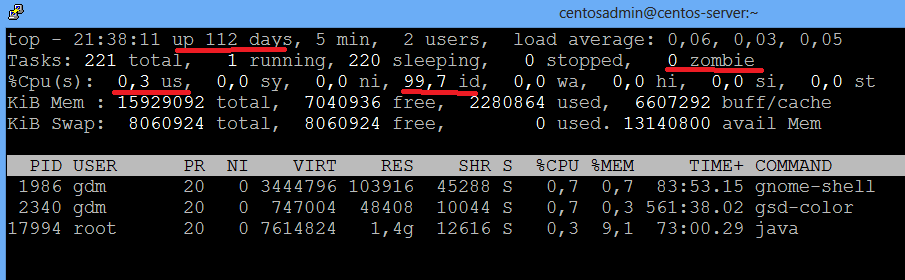 centosadmin@centos-server:~
top - 21:38:11 up 112 days, 5 min, 2 users, load average: 0,06, 0,03, 0,05
Tasks: 221 total, 1 running, 220 sleeping, 0 stopped, 0 zombie
%Cpu(s): 0,3 us, 0,0 sy, 0,0 ni, 99,7 id, 0,0 wa, 0,0 hi, 0,0 si, 0,0 st
KiB Mem : 15929092 total, 7040936 free, 2280864 used, 6607292 buff/cache
KiB Swap: 8060924 total, 8060924 free, 0 used. 13140800 avail Mem
PID USER PR NI VIRT RES SHR S %CPU %MEM TIME+ COMMAND
1986 gdm 20 0 3444796 103916 45288 S 0,7 0,7 83:53.15 gnome-shell
2340 gdm 20 0 747004 48408 10044 S 0,7 0,3 561:38.02 gsd-color
17994 root 20 0 7614824 1,4g 12616 S 0,3 9,1 73:00.29 java